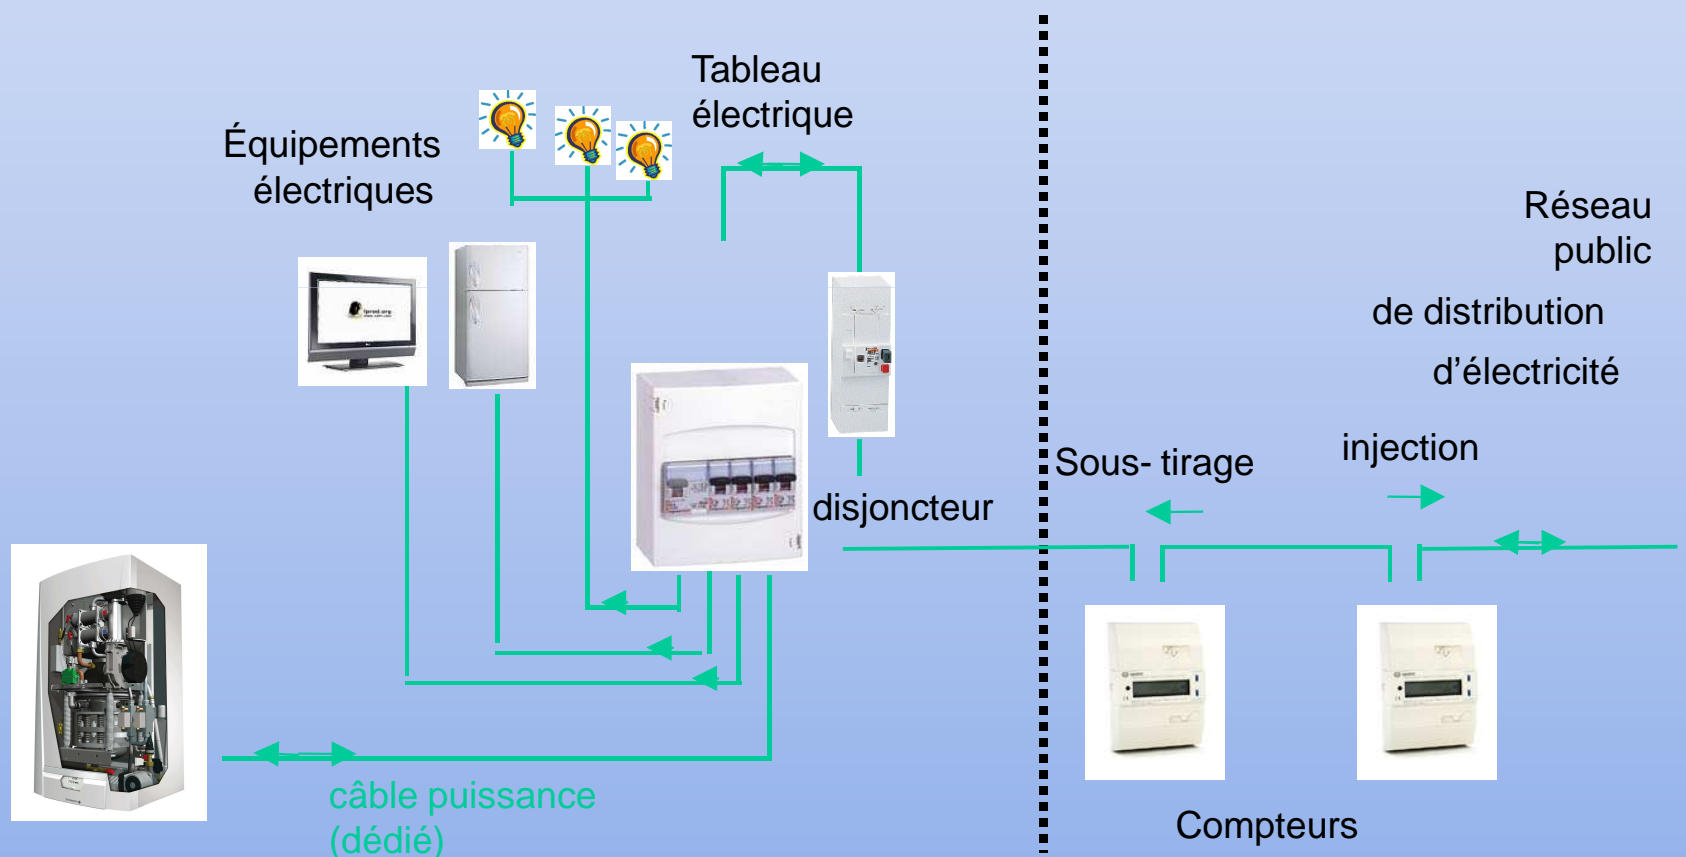 Tableau
électrique
Équipements
électriques
Réseau
public
de distribution
d’électricité
injection
Sous- tirage
disjoncteur
câble puissance
(dédié)
Compteurs